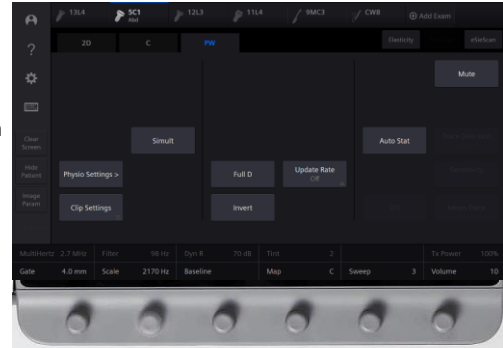 13L4
5C1
Abd
12L3
11L4
9MC3
CW8
Add Exam
?
2D
C
PW
Elasticity
eSieScan
Mute
Clear
Screen
Simult
Auto Stat
Hide
Patient
Physio Settings >
Full D
Update Rate
Off
Image
Param
Clip Settings
Invert
MultiHertz 2.7 MHz Filter 98 Hz Dyn R 70 dB Tint 2 Tx Power 100%
Gate 4.0 mm Scale 2170 Hz Baseline Map C Sweep 3 Volume 10